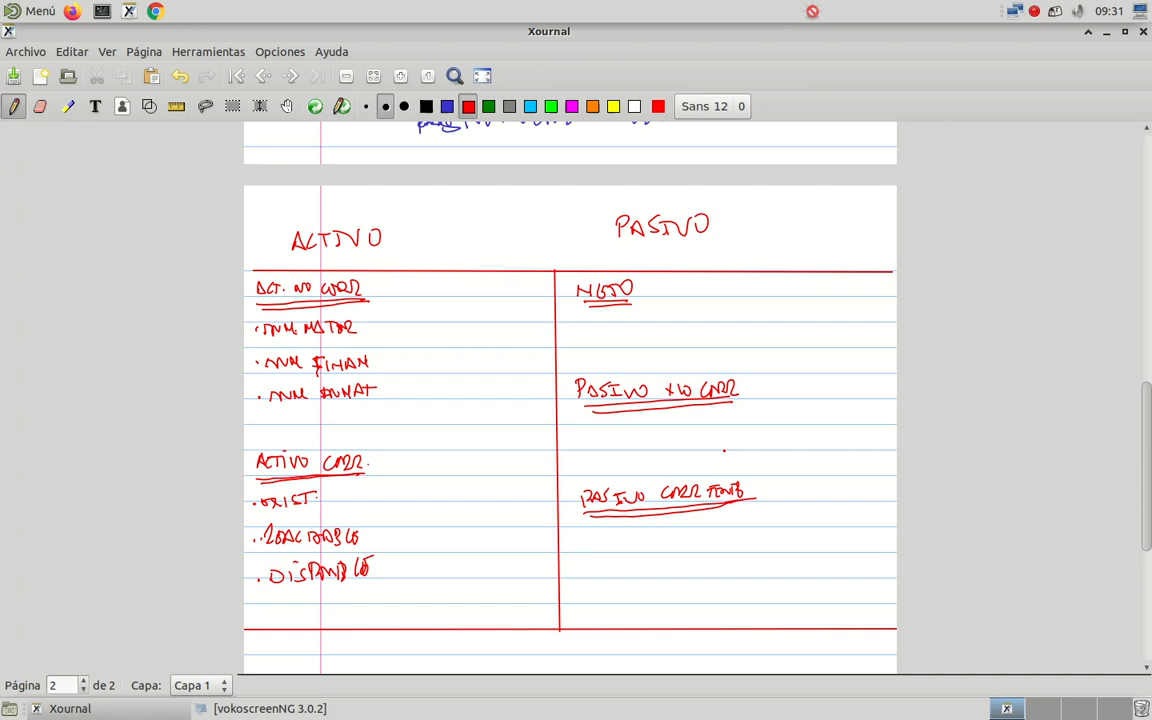 Menú
09:31
Xournal
Archivo Editar Ver Página Herramientas Opciones Ayuda
Sans 12 0
ACTIVO
PASIVO
ACT. NO CORR
NETO
· INM. MATER
· INM FINAN
· INM INMAT
PASIVO NO CORR
ACTIVO CORR.
PASIVO CORRIENTE
· EXIST.
· REALIZABLE
· DISPONIBLE
Página 2 de 2 Capa: Capa 1
Xournal
[vokoscreenNG 3.0.2]